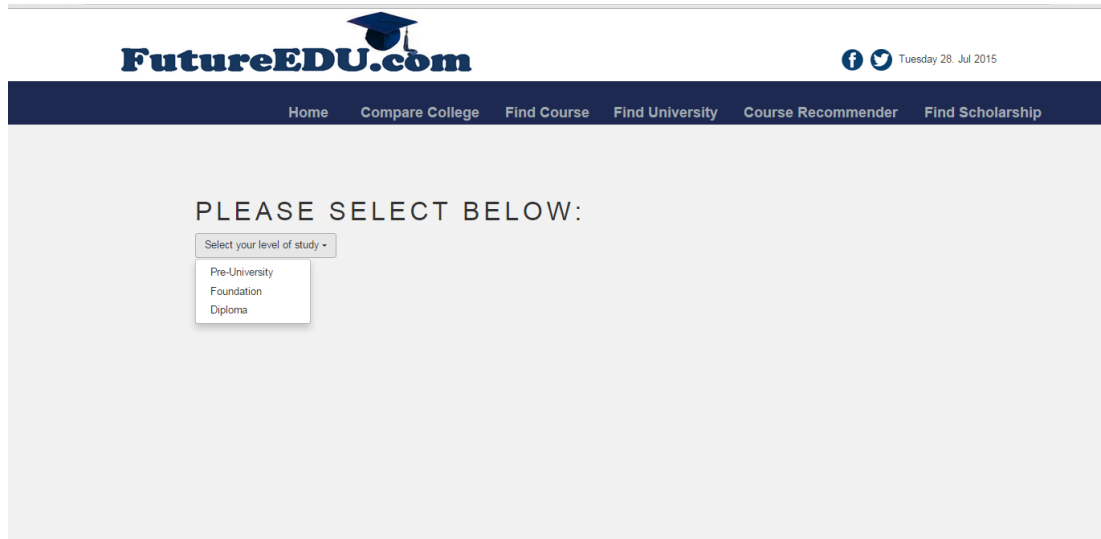 FutureEDU.com
Tuesday 28. Jul 2015
Home Compare College Find Course Find University Course Recommender Find Scholarship
PLEASE SELECT BELOW:
Select your level of study
Pre-University
Foundation
Diploma